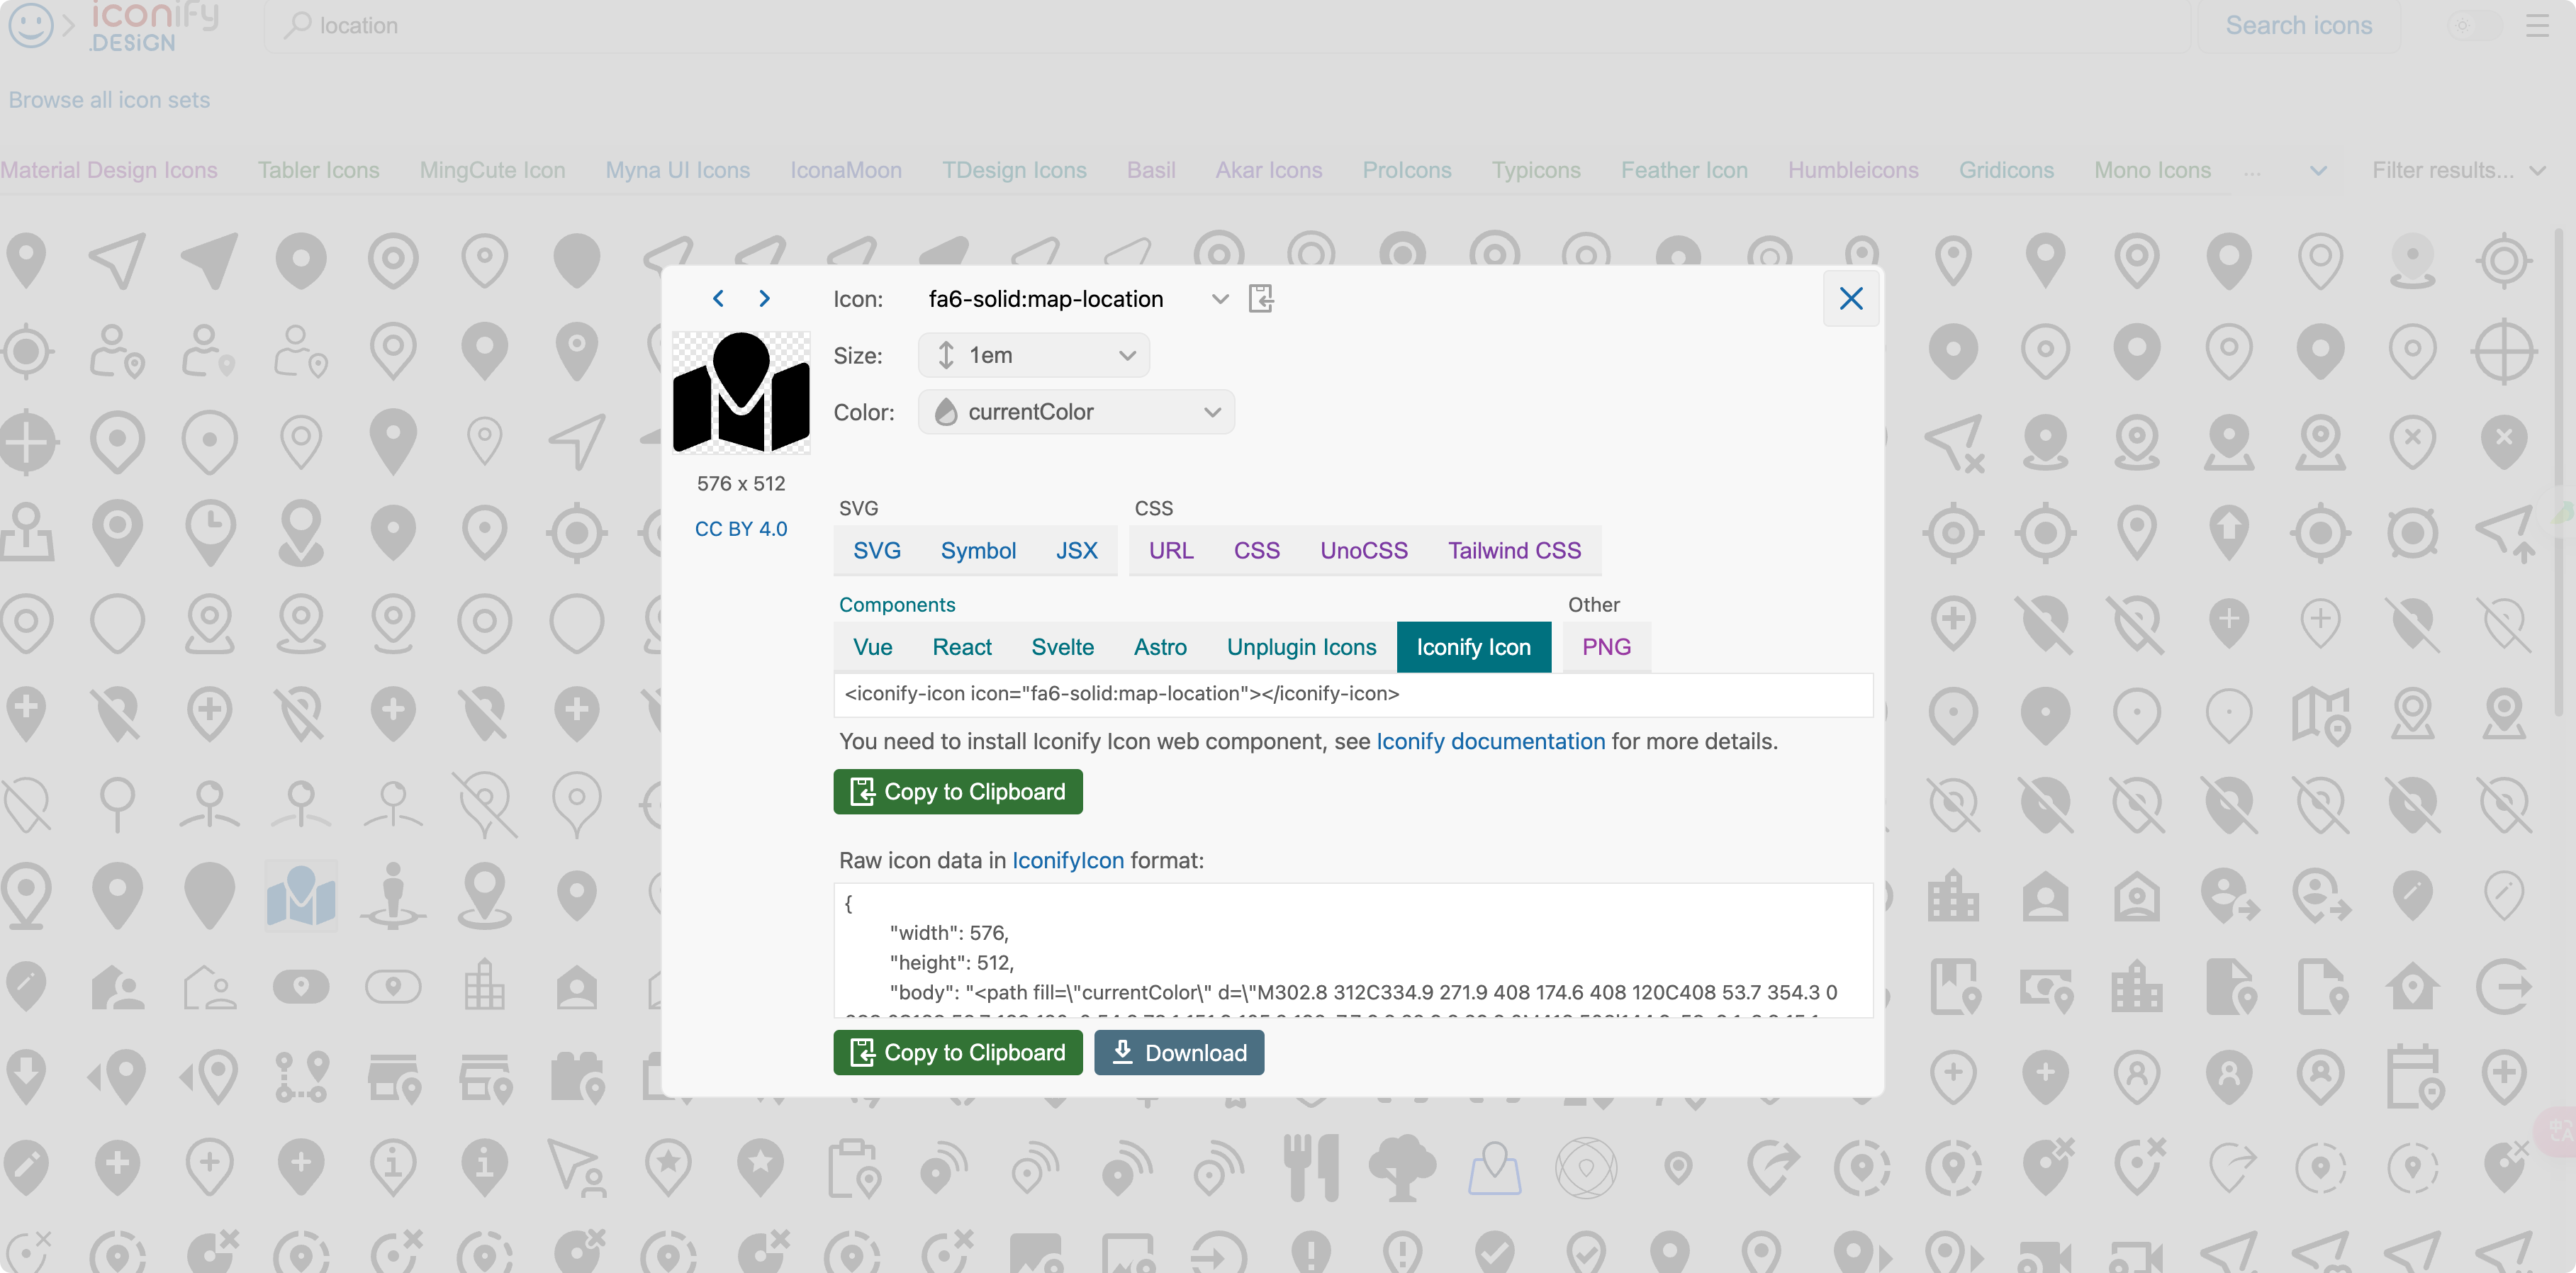 iconify
.DESiGN
location
Search icons
Browse all icon sets
Material Design Icons
Tabler Icons
MingCute Icon
Myna UI Icons
IconaMoon
TDesign Icons
Basil
Akar Icons
ProIcons
Typicons
Feather Icon
Humbleicons
Gridicons
Mono Icons
...
Filter results...
Icon: fa6-solid:map-location
Size: 1em
Color: currentColor
576 x 512
CC BY 4.0
SVG
CSS
SVG Symbol JSX
URL CSS UnoCSS Tailwind CSS
Components
Other
Vue React Svelte Astro Unplugin Icons Iconify Icon
PNG
<iconify-icon icon="fa6-solid:map-location"></iconify-icon>
You need to install Iconify Icon web component, see Iconify documentation for more details.
Copy to Clipboard
Raw icon data in IconifyIcon format:
{
"width": 576,
"height": 512,
"body": "<path fill=\"currentColor\" d=\"M302.8 312C334.9 271.9 408 174.6 408 120C408 53.7 354.3 0
Copy to Clipboard
Download